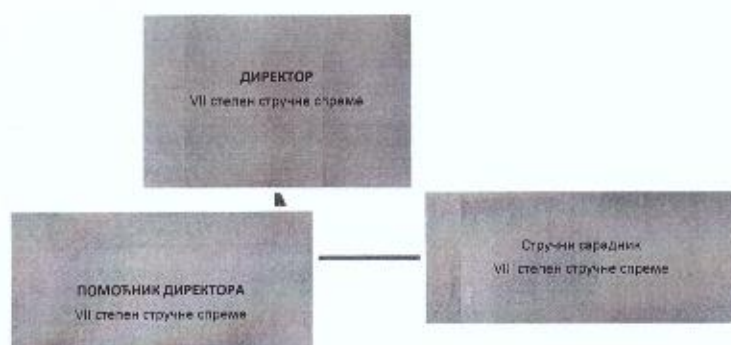 ДИРЕКТОР
VII степен стручне спреме
Стручни сарадник
VII степен стручне спреме
ПОМОЋНИК ДИРЕКТОРА
VII степен стручне спреме